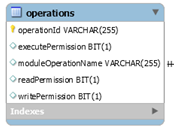 operations
operationId VARCHAR(255)
executePermission BIT(1)
moduleOperationName VARCHAR(255)
readPermission BIT(1)
writePermission BIT(1)
Indexes